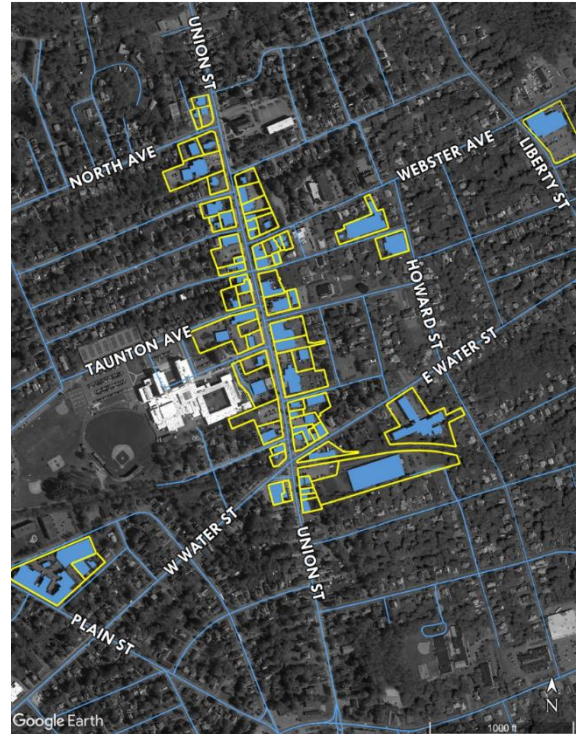 UNION ST
NORTH AVE
WEBSTER AVE
LIBERTY ST
HOWARD ST
TAUNTON AVE
E WATER ST
W WATER ST
UNION ST
PLAIN ST
N
Google Earth
1000 ft